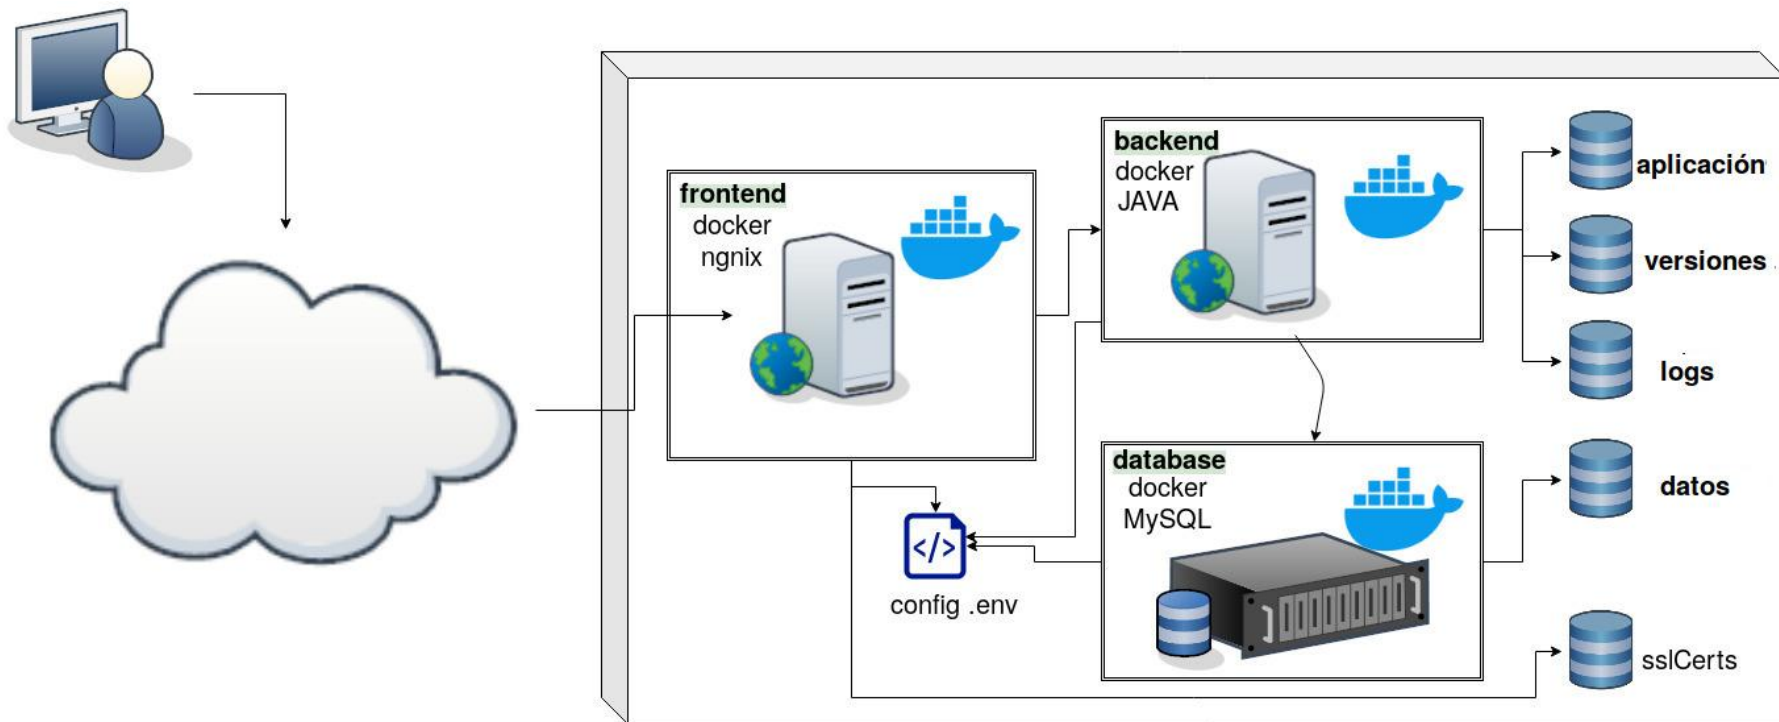 frontend
docker
ngnix
backend
docker
JAVA
database
docker
MySQL
</>
config .env
aplicación
versiones
logs
datos
sslCerts